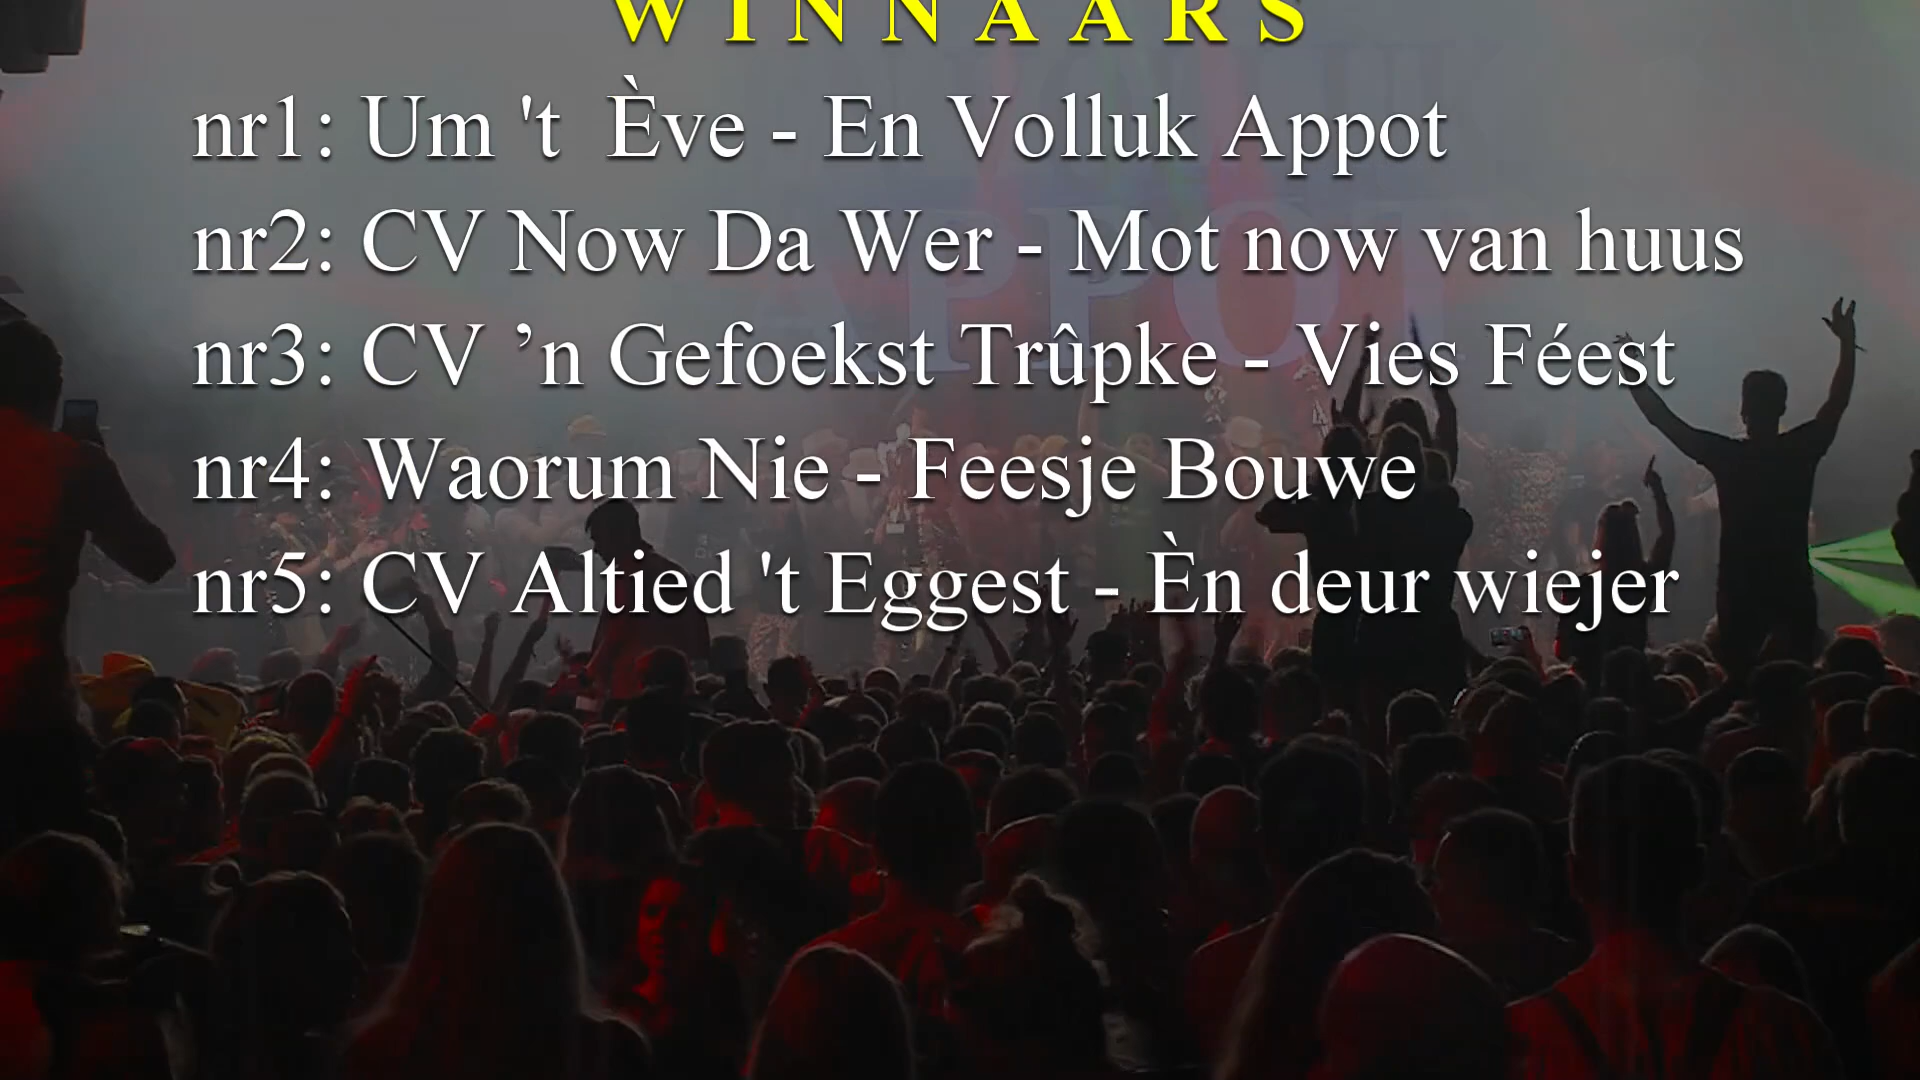 WINNAARS
nr1: Um 't Ève - En Volluk Appot
nr2: CV Now Da Wer - Mot now van huus
nr3: CV ’n Gefoekst Trûpke - Vies Féest
nr4: Waorum Nie - Feesje Bouwe
nr5: CV Altied 't Eggest - Èn deur wiejer
APPOT